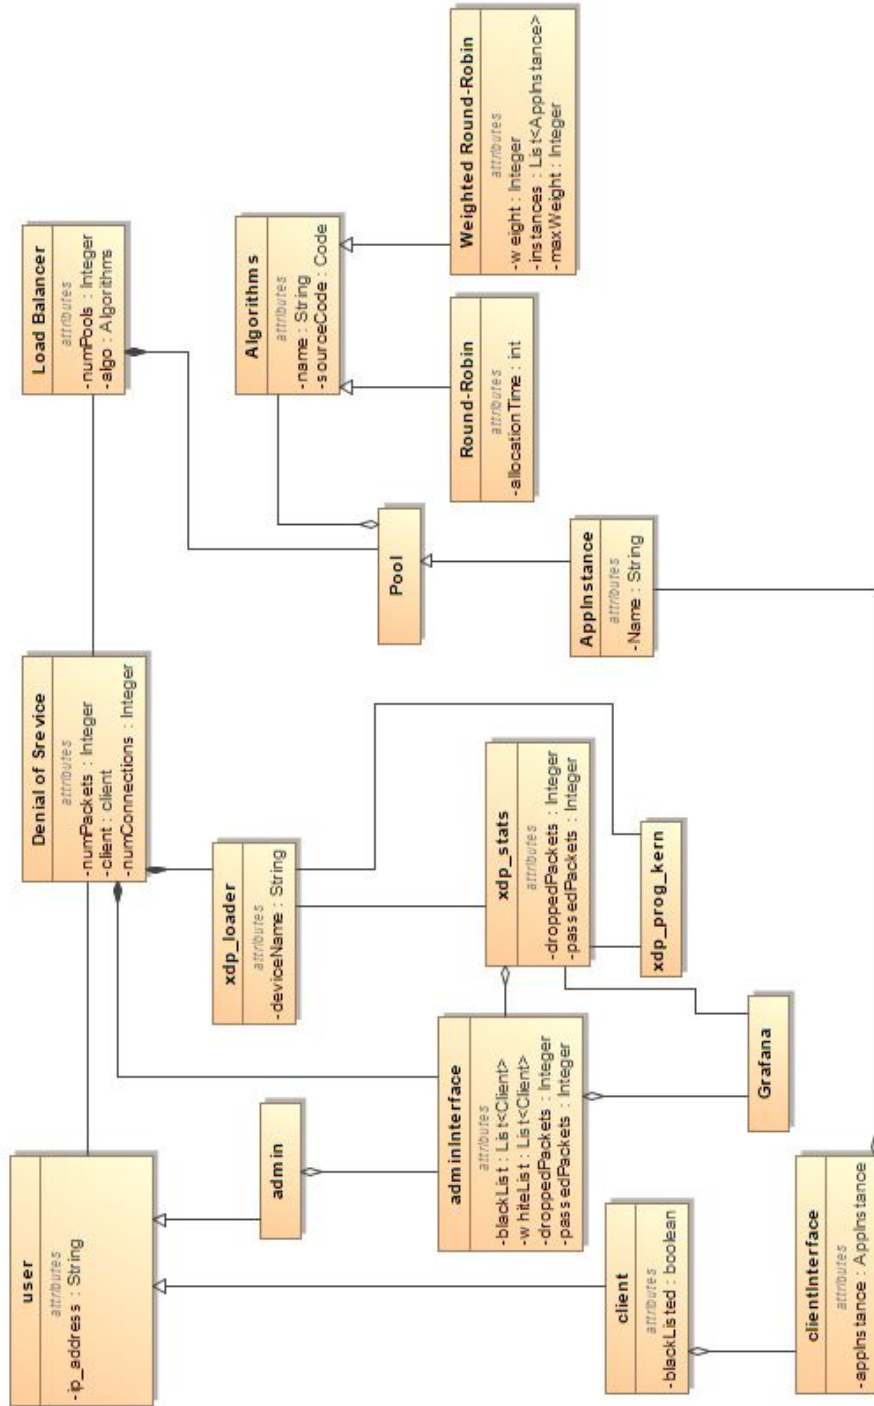 user
attributes
-ip_address : String
Denial of Srevice
attributes
-numPackets : Integer
-client : client
-numConnections : Integer
Load Balancer
attributes
-numPools : Integer
-algo : Algorithms
admin
xdp_loader
attributes
-deviceName : String
Algorithms
attributes
-name : String
-sourceCode : Code
Pool
adminInterface
attributes
-blackList : List<Client>
-whiteList : List<Client>
-droppedPackets : Integer
-passedPackets : Integer
xdp_stats
attributes
-droppedPackets : Integer
-passedPackets : Integer
Round-Robin
attributes
-allocationTime : int
Weighted Round-Robin
attributes
-weight : Integer
-instances : List<AppInstance>
-maxWeight : Integer
AppInstance
attributes
-Name : String
client
attributes
-blackListed : boolean
xdp_prog_kern
Grafana
clientInterface
attributes
-appInstance : AppInstance